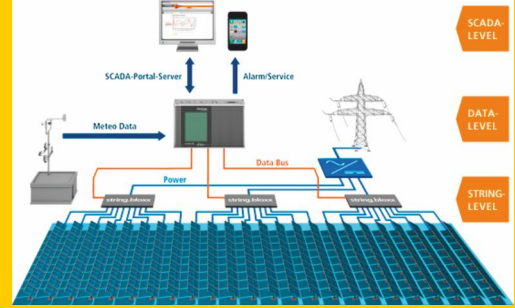 SCADA-
LEVEL
SCADA-Portal-Server
Alarm/Service
DATA-
LEVEL
Meteo Data
Data Bus
Power
STRING-
LEVEL
string.bloxx
string.bloxx
string.bloxx